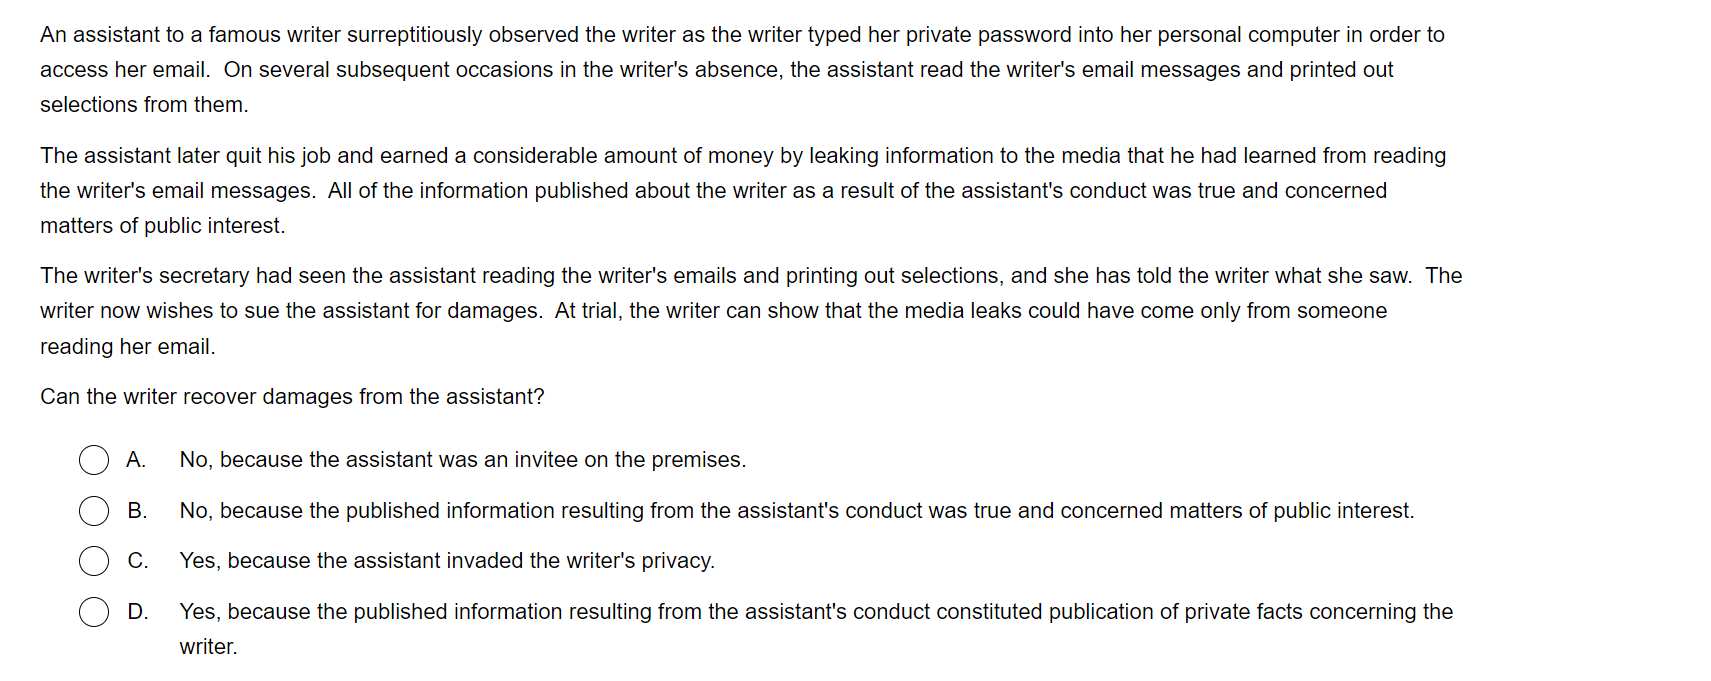 An assistant to a famous writer surreptitiously observed the writer as the writer typed her private password into her personal computer in order to
access her email.  On several subsequent occasions in the writer's absence, the assistant read the writer's email messages and printed out
selections from them.
The assistant later quit his job and earned a considerable amount of money by leaking information to the media that he had learned from reading
the writer's email messages.  All of the information published about the writer as a result of the assistant's conduct was true and concerned
matters of public interest.
The writer's secretary had seen the assistant reading the writer's emails and printing out selections, and she has told the writer what she saw.  The
writer now wishes to sue the assistant for damages.  At trial, the writer can show that the media leaks could have come only from someone
reading her email.
Can the writer recover damages from the assistant?
A. No, because the assistant was an invitee on the premises.
B. No, because the published information resulting from the assistant's conduct was true and concerned matters of public interest.
C. Yes, because the assistant invaded the writer's privacy.
D. Yes, because the published information resulting from the assistant's conduct constituted publication of private facts concerning the
writer.